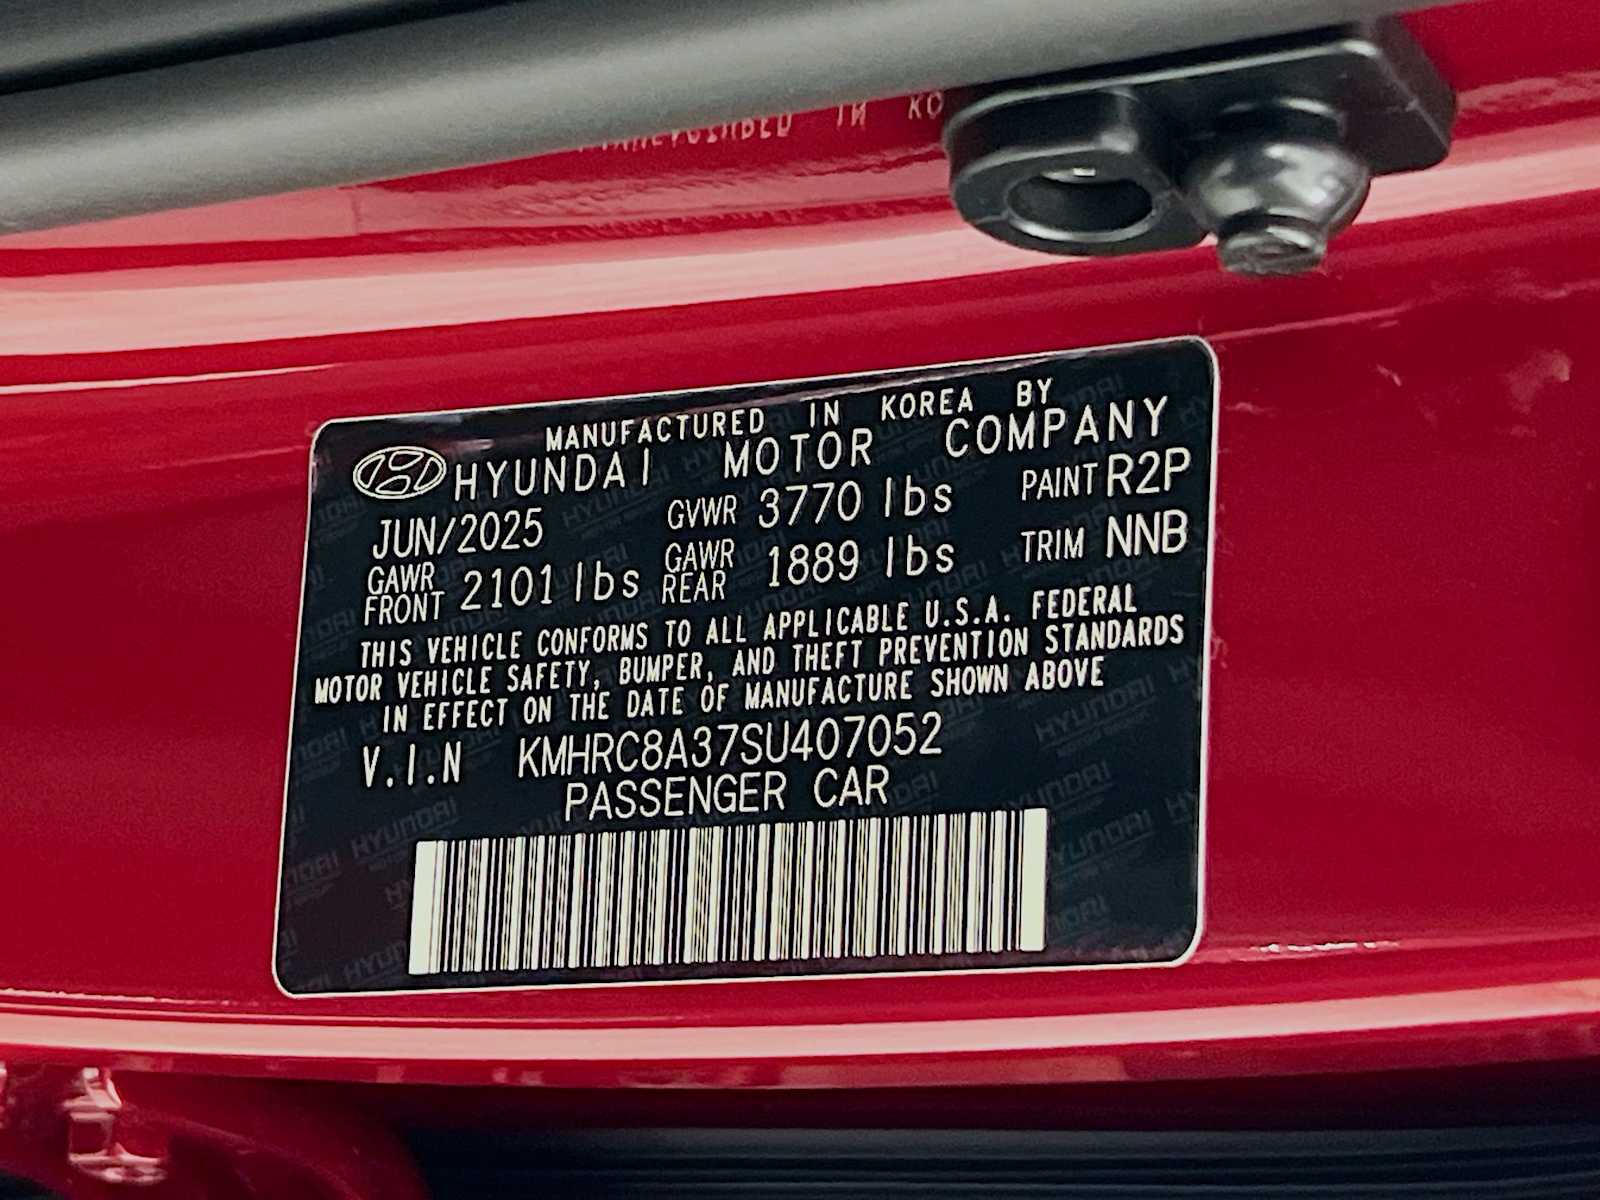 MANUFACTURED IN KOREA BY
HYUNDAI MOTOR COMPANY
JUN/2025 GVWR 3770 lbs PAINT R2P
GAWR FRONT 2101 lbs GAWR REAR 1889 lbs TRIM NNB
THIS VEHICLE CONFORMS TO ALL APPLICABLE U.S.A. FEDERAL
MOTOR VEHICLE SAFETY, BUMPER, AND THEFT PREVENTION STANDARDS
IN EFFECT ON THE DATE OF MANUFACTURE SHOWN ABOVE
V.I.N KMHRC8A37SU407052
PASSENGER CAR